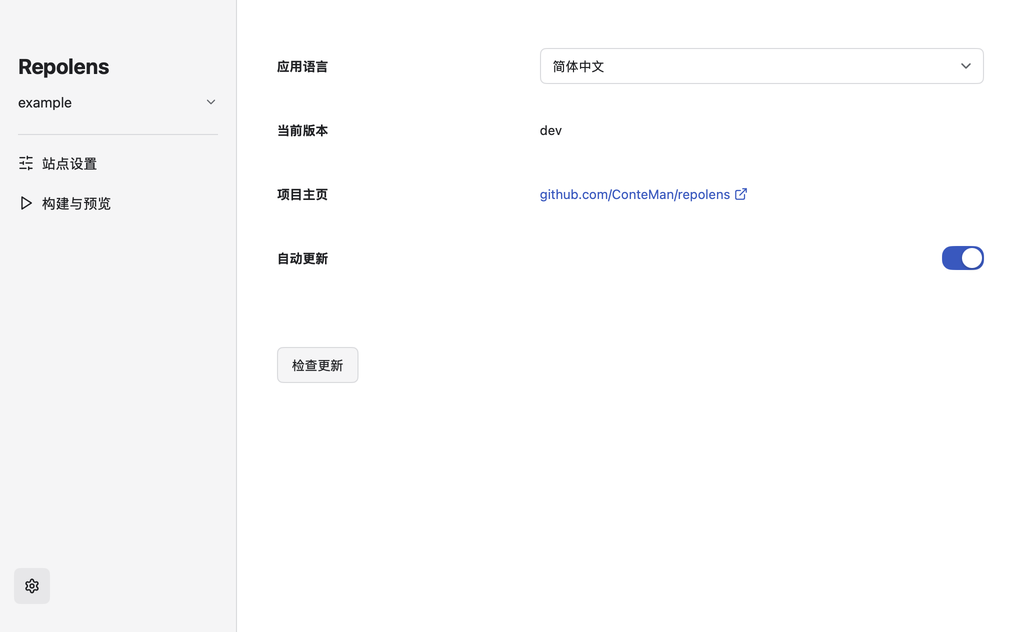 Repolens
example
站点设置
构建与预览
应用语言
简体中文
当前版本
dev
项目主页
github.com/ConteMan/repolens
自动更新
检查更新